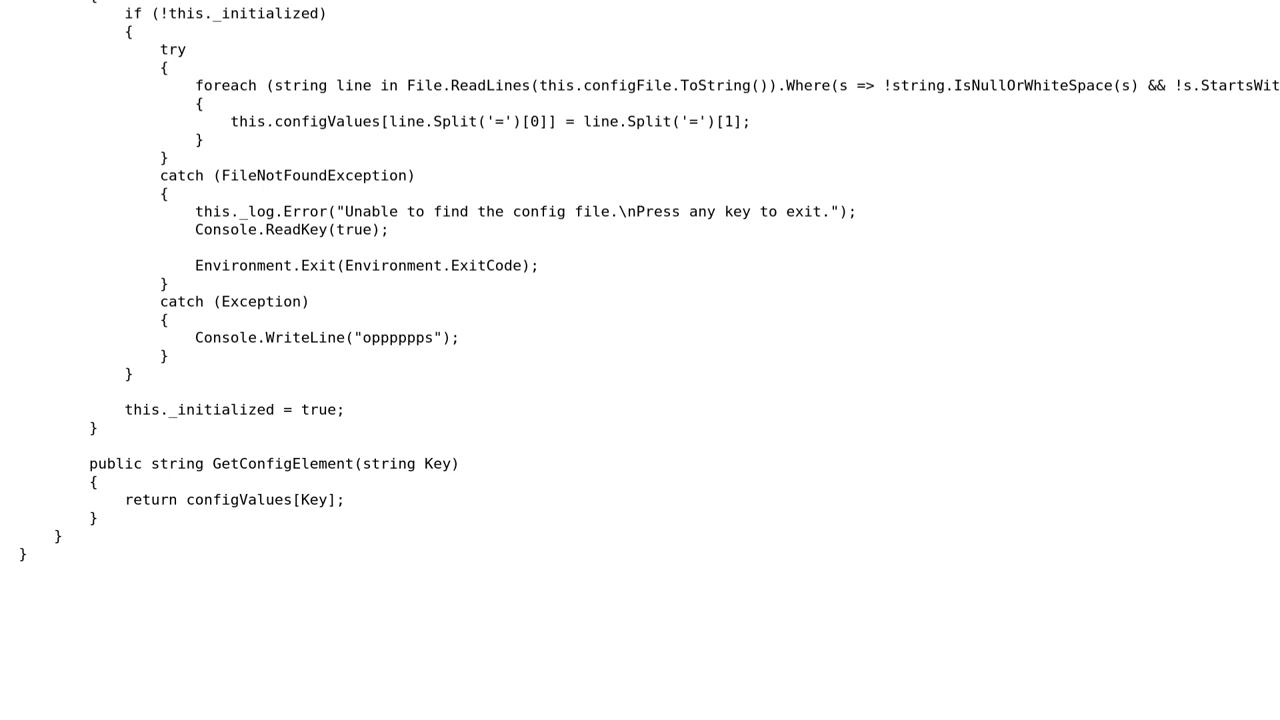 {
if (!this._initialized)
{
try
{
foreach (string line in File.ReadLines(this.configFile.ToString()).Where(s => !string.IsNullOrWhiteSpace(s) && !s.StartsWit
{
this.configValues[line.Split('=')[0]] = line.Split('=')[1];
}
}
catch (FileNotFoundException)
{
this._log.Error("Unable to find the config file.\nPress any key to exit.");
Console.ReadKey(true);
Environment.Exit(Environment.ExitCode);
}
catch (Exception)
{
Console.WriteLine("opppppps");
}
}
this._initialized = true;
}
public string GetConfigElement(string Key)
{
return configValues[Key];
}
}
}